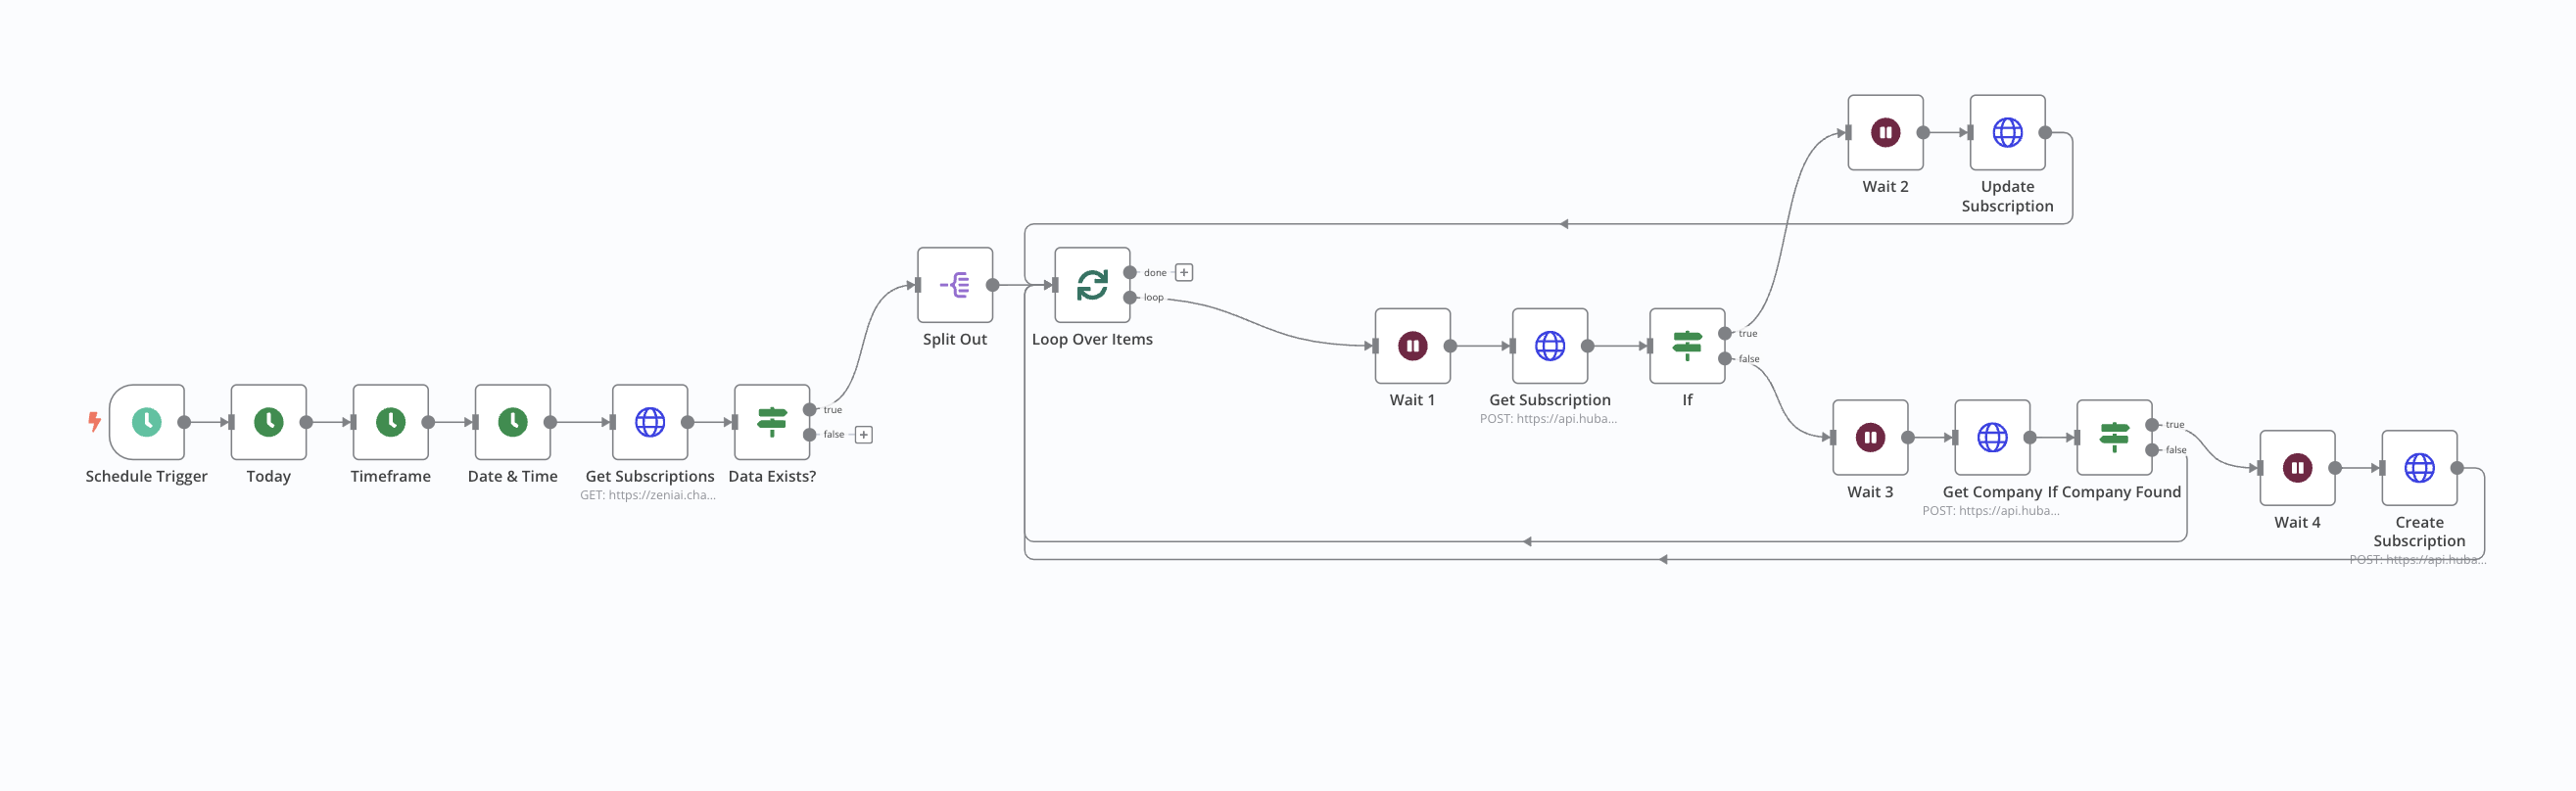 Wait 2
Update
Subscription
Split Out
done
loop
Loop Over Items
true
false
Wait 1
Get Subscription
POST: https://api.huba...
If
true
false
Schedule Trigger
Today
Timeframe
Date & Time
Get Subscriptions
GET: https://zeniai.cha...
Data Exists?
true
false
Wait 3
Get Company
POST: https://api.huba...
If Company Found
Wait 4
Create
Subscription
POST: https://api.huba...